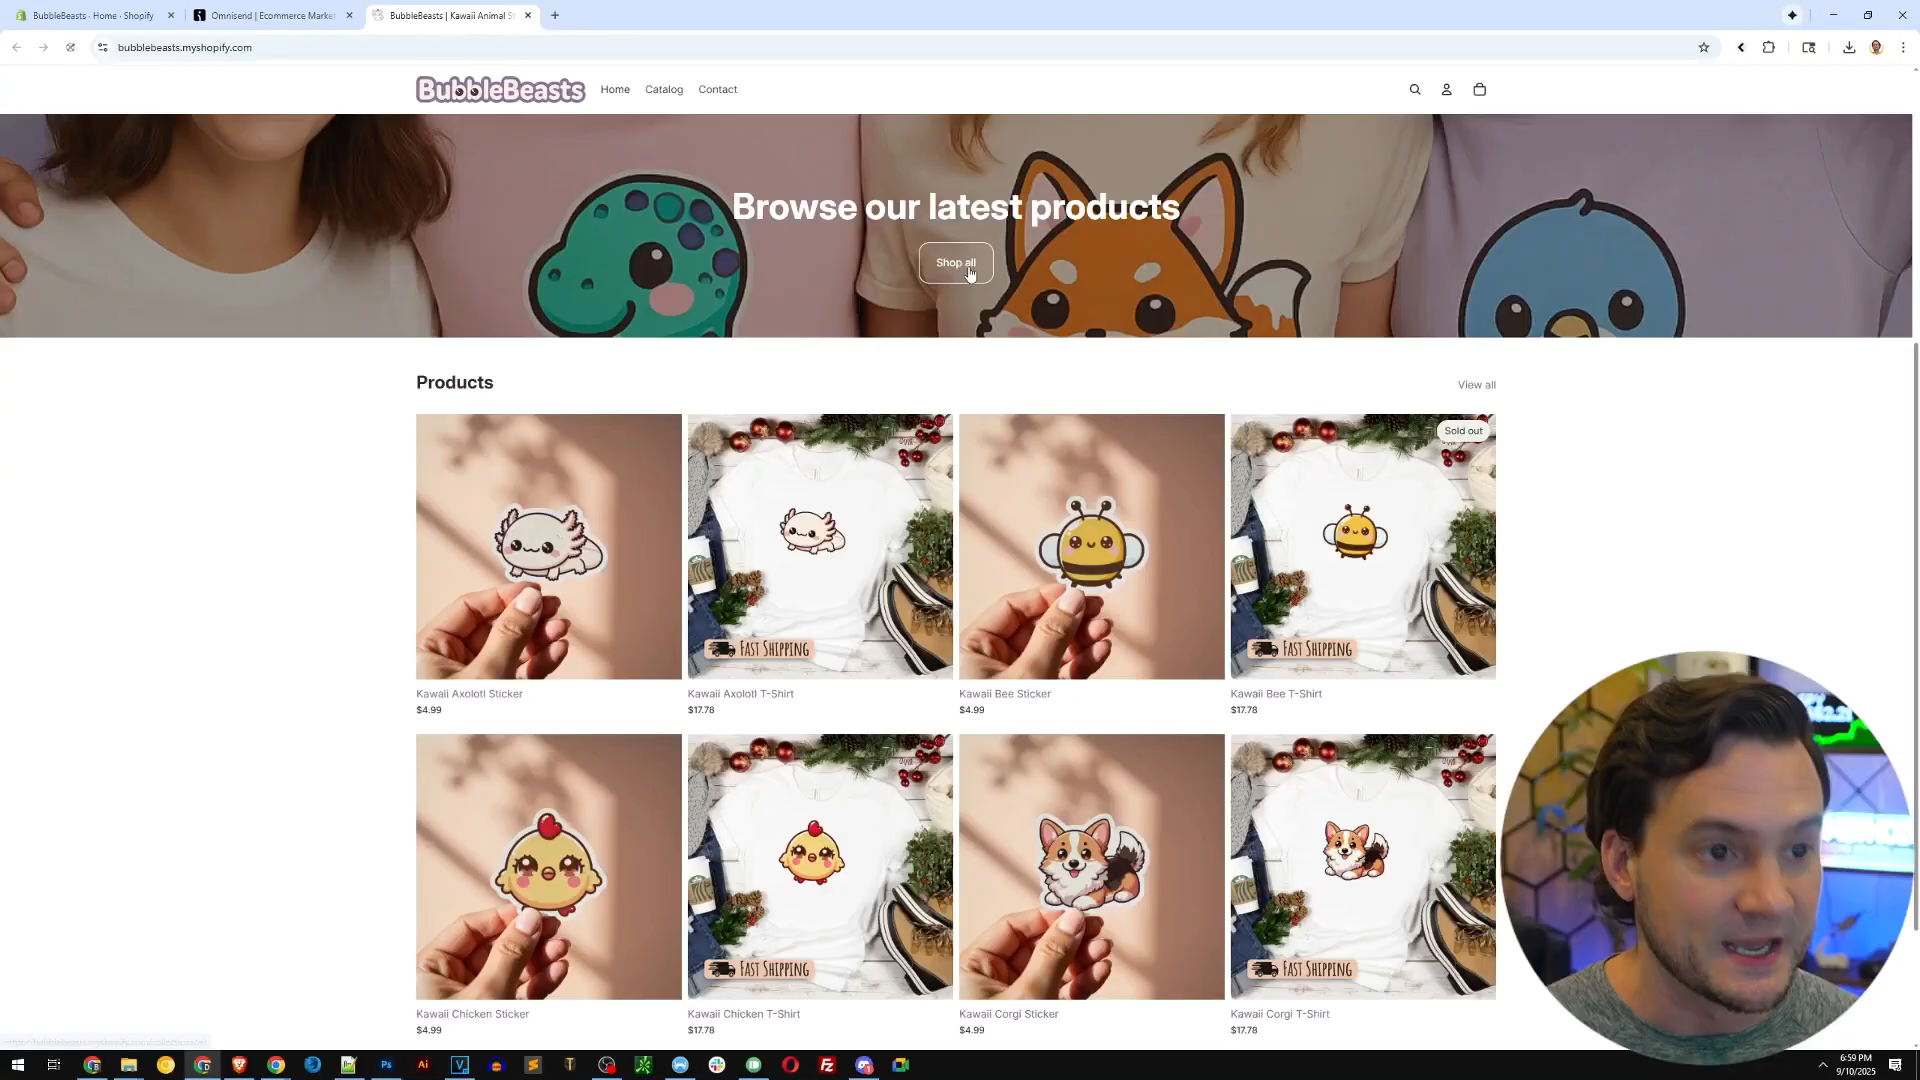 BubbleBeasts · Home · Shopify
Omnisend | Ecommerce Market
BubbleBeasts | Kawaii Animal St
bubblebeasts.myshopify.com
BubbleBeasts
Home
Catalog
Contact
Browse our latest products
Shop all
Products
View all
Sold out
FAST SHIPPING
FAST SHIPPING
Kawaii Axolotl Sticker
Kawaii Axolotl T-Shirt
Kawaii Bee Sticker
Kawaii Bee T-Shirt
$4.99
$17.78
$4.99
$17.78
FAST SHIPPING
FAST SHIPPING
Kawaii Chicken Sticker
Kawaii Chicken T-Shirt
Kawaii Corgi Sticker
Kawaii Corgi T-Shirt
$4.99
$17.78
$4.99
$17.78
6:59 PM
9/10/2025